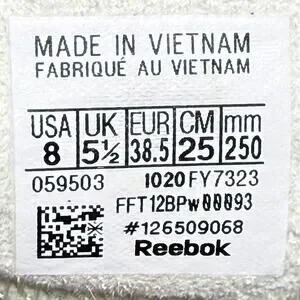 MADE IN VIETNAM
FABRIQUÉ AU VIETNAM
USA UK EUR CM mm
8 5½ 38.5 25 250
059503 1020 FY7323
FFT12BPw00093
#126509068
Reebok